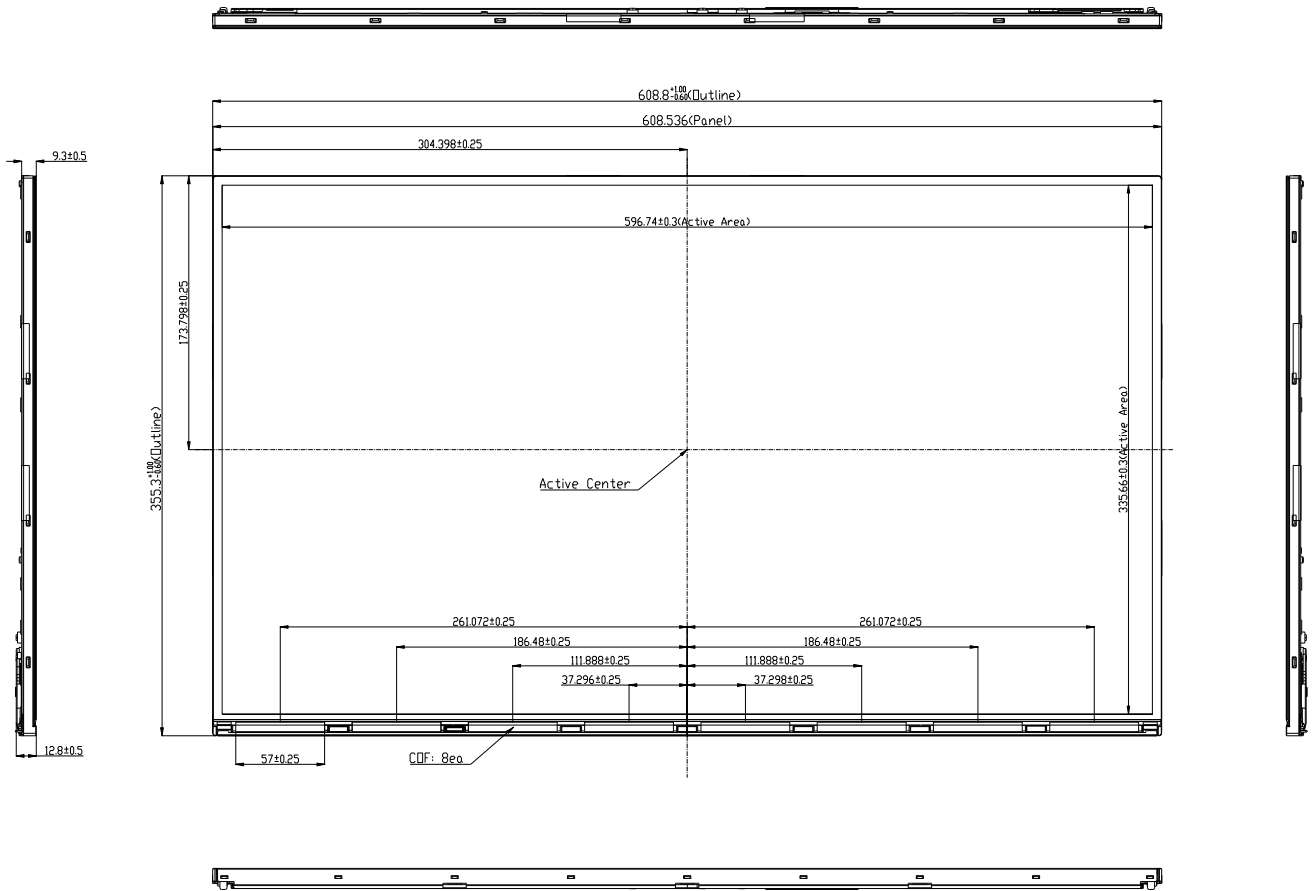 608.8+1.00-0.60(Outline)
608.536(Panel)
304.398±0.25
9.3±0.5
596.74±0.3(Active Area)
173.798±0.25
355.3+1.00-0.60(Outline)
335.66±0.3(Active Area)
Active Center
261.072±0.25
261.072±0.25
186.48±0.25
186.48±0.25
111.888±0.25
111.888±0.25
37.296±0.25
37.298±0.25
12.8±0.5
57±0.25
COF: 8ea